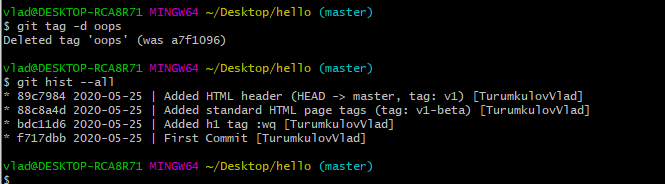 vlad@DESKTOP-RCA8R71 MINGW64 ~/Desktop/hello (master)
$ git tag -d oops
Deleted tag 'oops' (was a7f1096)
vlad@DESKTOP-RCA8R71 MINGW64 ~/Desktop/hello (master)
$ git hist --all
* 89c7984 2020-05-25 | Added HTML header (HEAD -> master, tag: v1) [TurumkulovVlad]
* 88c8a4d 2020-05-25 | Added standard HTML page tags (tag: v1-beta) [TurumkulovVlad]
* bdc11d6 2020-05-25 | Added h1 tag :wq [TurumkulovVlad]
* f717dbb 2020-05-25 | First Commit [TurumkulovVlad]
vlad@DESKTOP-RCA8R71 MINGW64 ~/Desktop/hello (master)
$